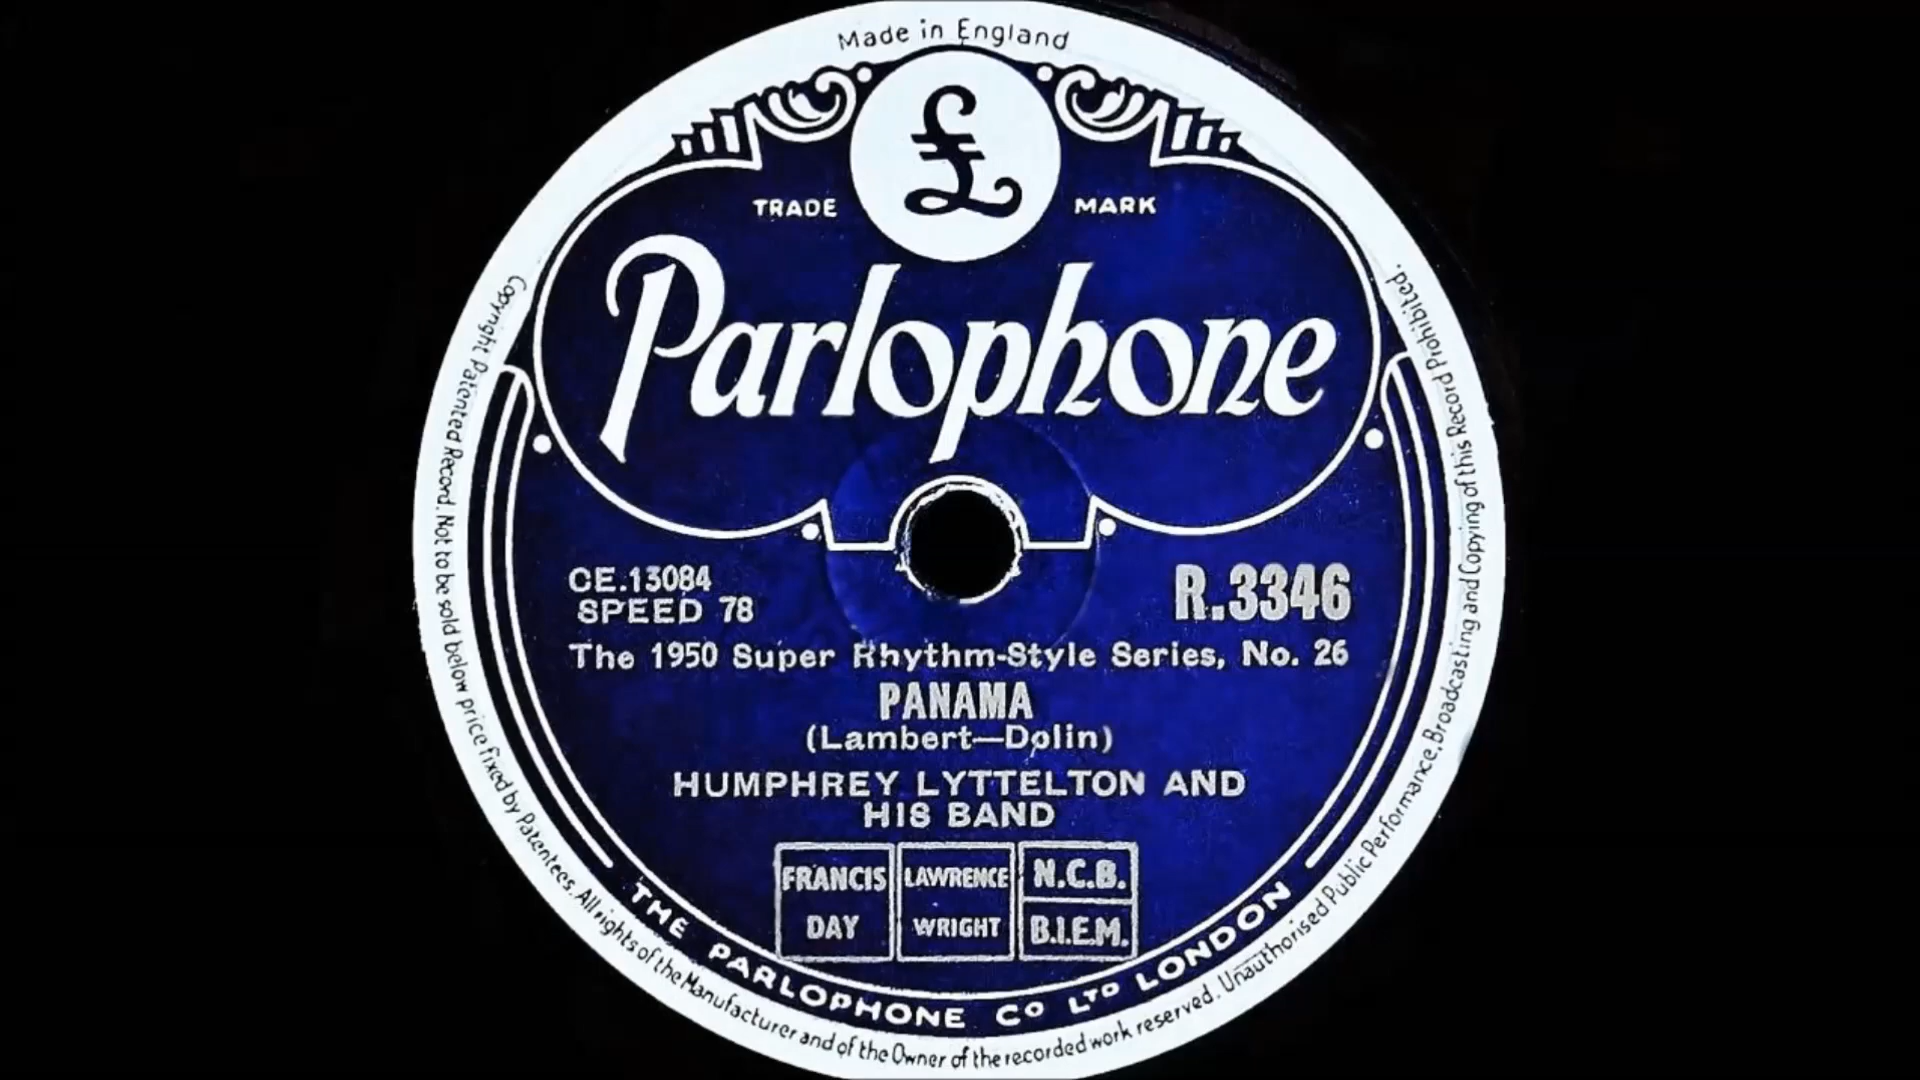 Made in England
£
TRADE MARK
Parlophone
CE.13084
SPEED 78
R.3346
The 1950 Super Rhythm-Style Series, No. 26
PANAMA
(Lambert—Dolin)
HUMPHREY LYTTELTON AND
HIS BAND
FRANCIS DAY
LAWRENCE WRIGHT
N.C.B.
B.I.E.M.
THE PARLOPHONE Co LTD LONDON
Copyright Patented Record. Not to be sold below price fixed by Patentees. All rights of the Manufacturer and of the Owner of the recorded work reserved. Unauthorised Public Performance, Broadcasting and Copying of this Record Prohibited.